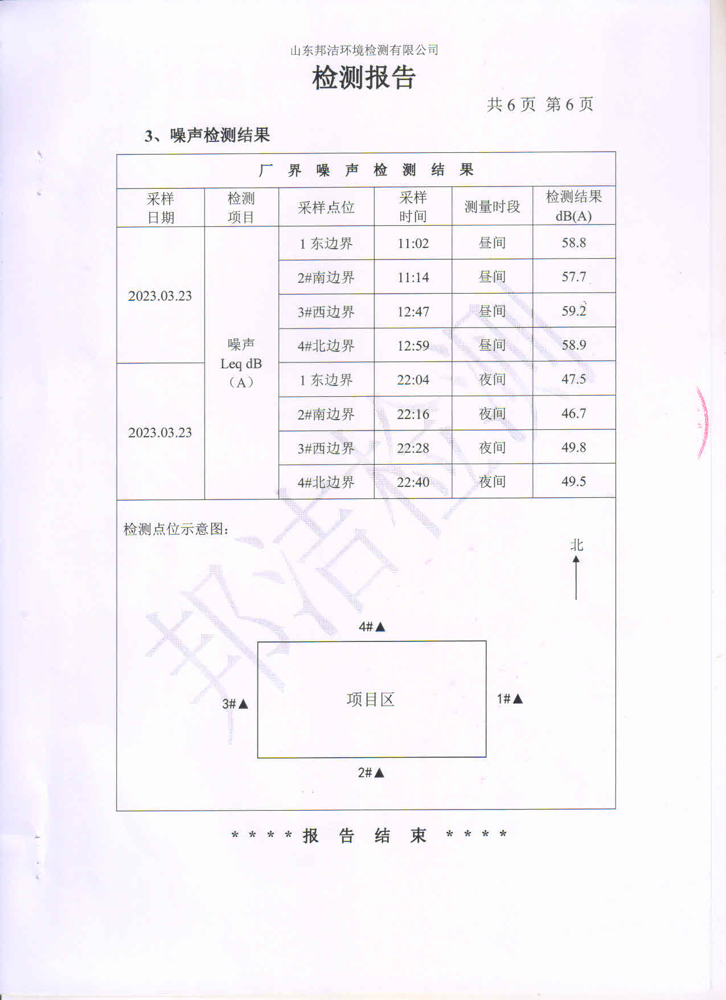 山东邦洁环境检测有限公司
检测报告
共 6 页 第 6 页
3、噪声检测结果
厂 界 噪 声 检 测 结 果
采样日期 检测项目 采样点位 采样时间 测量时段 检测结果 dB(A)
2023.03.23 噪声 Leq dB（A） 1 东边界 11:02 昼间 58.8
2#南边界 11:14 昼间 57.7
3#西边界 12:47 昼间 59.2
4#北边界 12:59 昼间 58.9
2023.03.23 1 东边界 22:04 夜间 47.5
2#南边界 22:16 夜间 46.7
3#西边界 22:28 夜间 49.8
4#北边界 22:40 夜间 49.5
检测点位示意图：
北
4#▲
3#▲ 项目区 1#▲
2#▲
* * * * 报 告 结 束 * * * *
邦洁检测